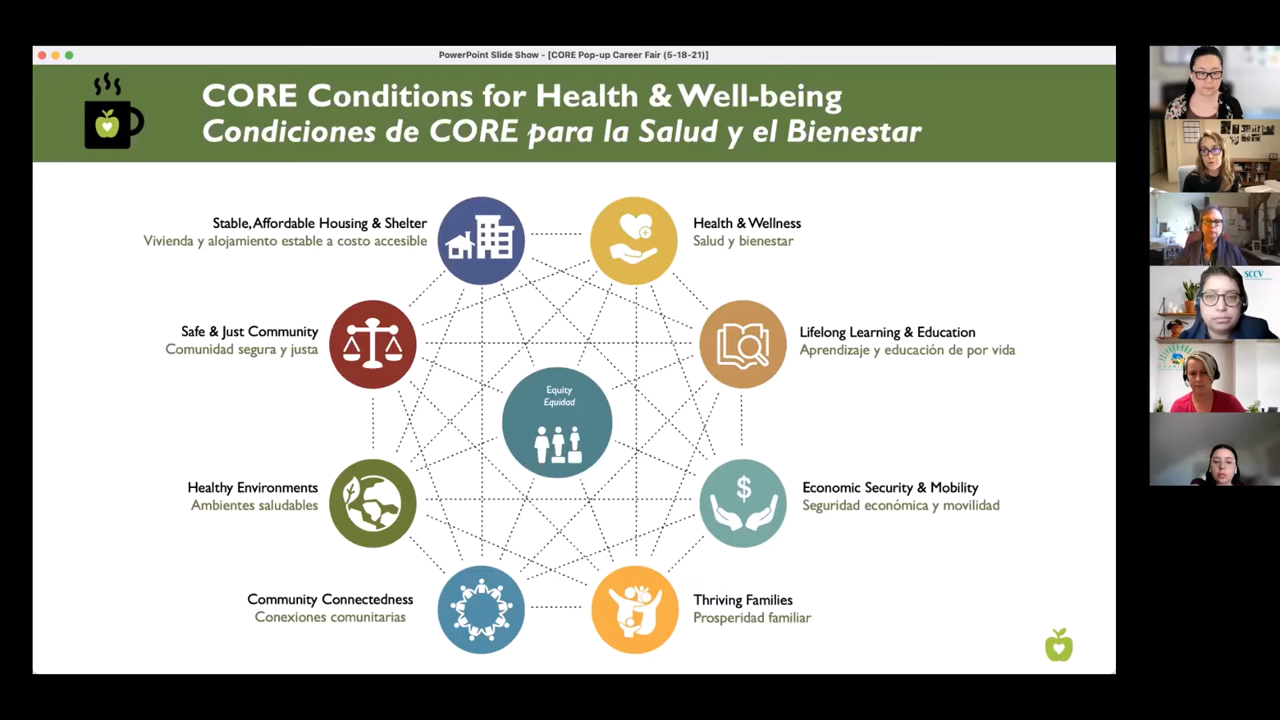 PowerPoint Slide Show - [CORE Pop-up Career Fair (5-18-21)]
CORE Conditions for Health & Well-being
Condiciones de CORE para la Salud y el Bienestar
Stable, Affordable Housing & Shelter
Vivienda y alojamiento estable a costo accesible
Health & Wellness
Salud y bienestar
Safe & Just Community
Comunidad segura y justa
Lifelong Learning & Education
Aprendizaje y educación de por vida
Equity
Equidad
Healthy Environments
Ambientes saludables
$
Economic Security & Mobility
Seguridad económica y movilidad
Community Connectedness
Conexiones comunitarias
Thriving Families
Prosperidad familiar
SCCV